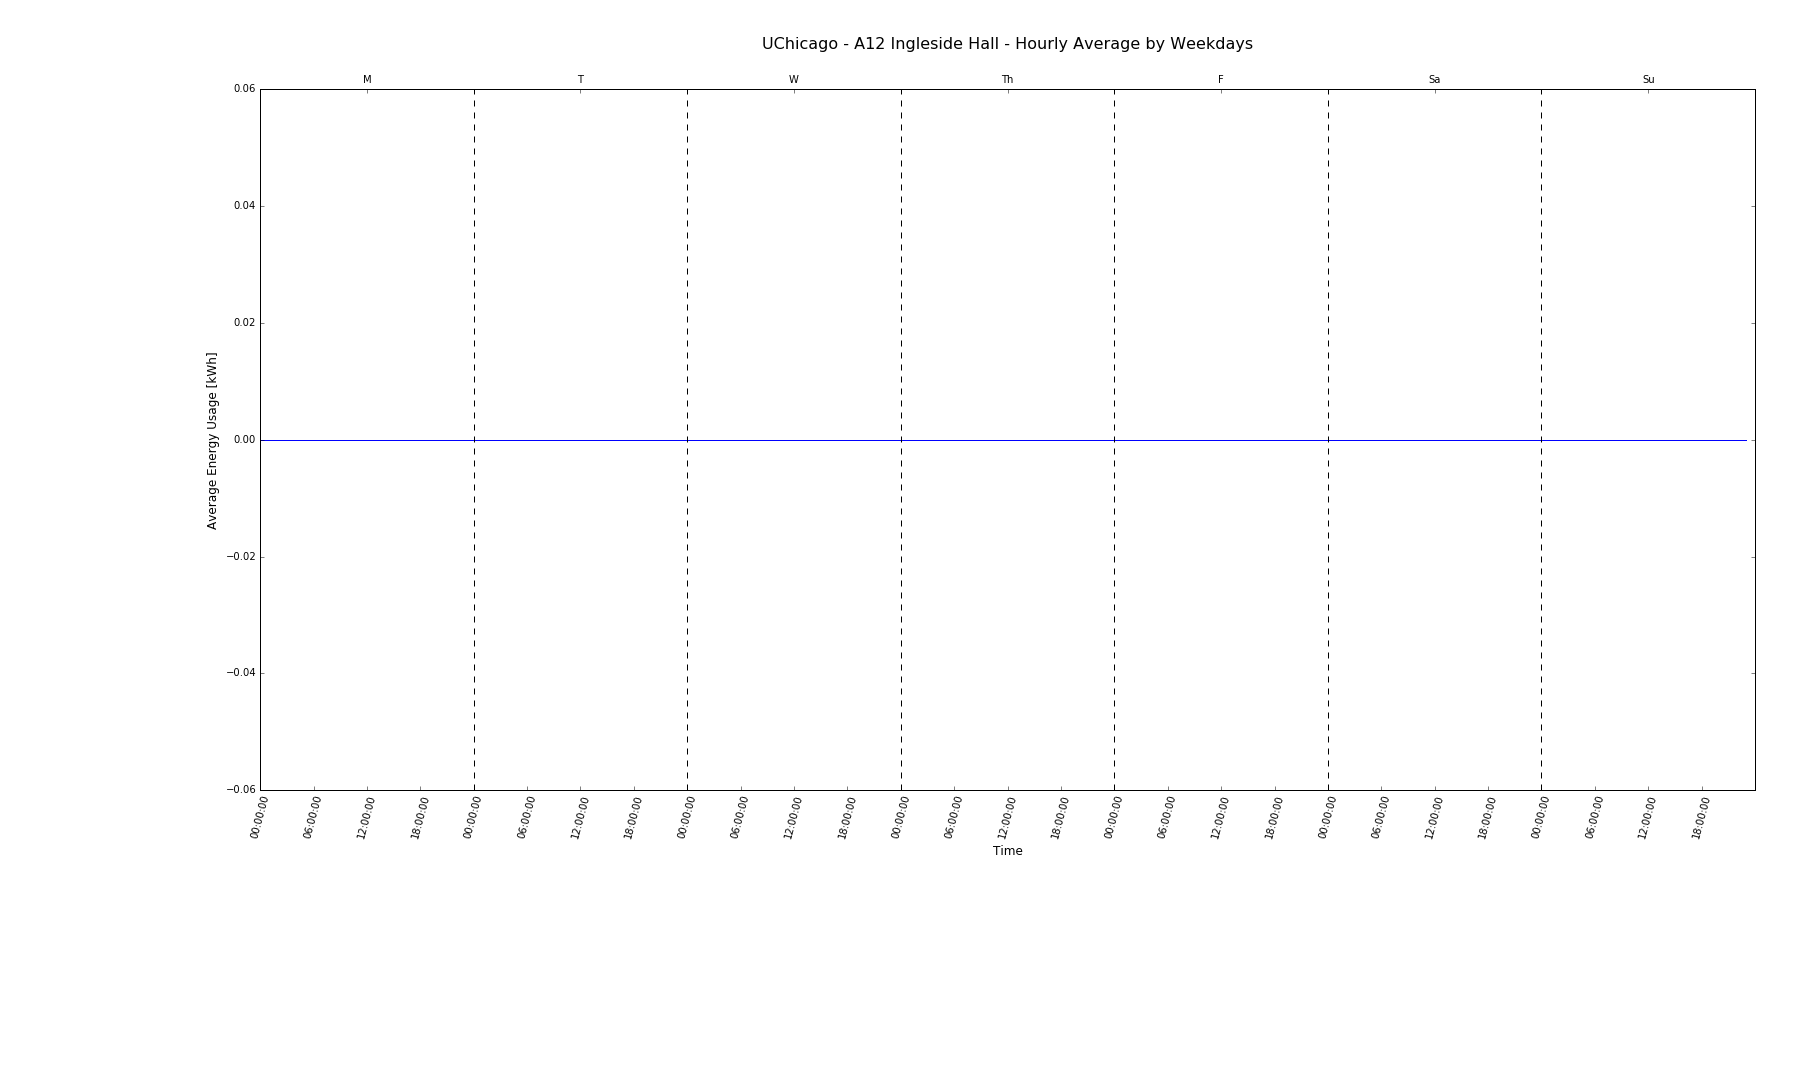 UChicago - A12 Ingleside Hall - Hourly Average by Weekdays
M T W Th F Sa Su
0.06
0.04
0.02
0.00
−0.02
−0.04
−0.06
Average Energy Usage [kWh]
00:00:00 06:00:00 12:00:00 18:00:00 00:00:00 06:00:00 12:00:00 18:00:00 00:00:00 06:00:00 12:00:00 18:00:00 00:00:00 06:00:00 12:00:00 18:00:00 00:00:00 06:00:00 12:00:00 18:00:00 00:00:00 06:00:00 12:00:00 18:00:00 00:00:00 06:00:00 12:00:00 18:00:00
Time